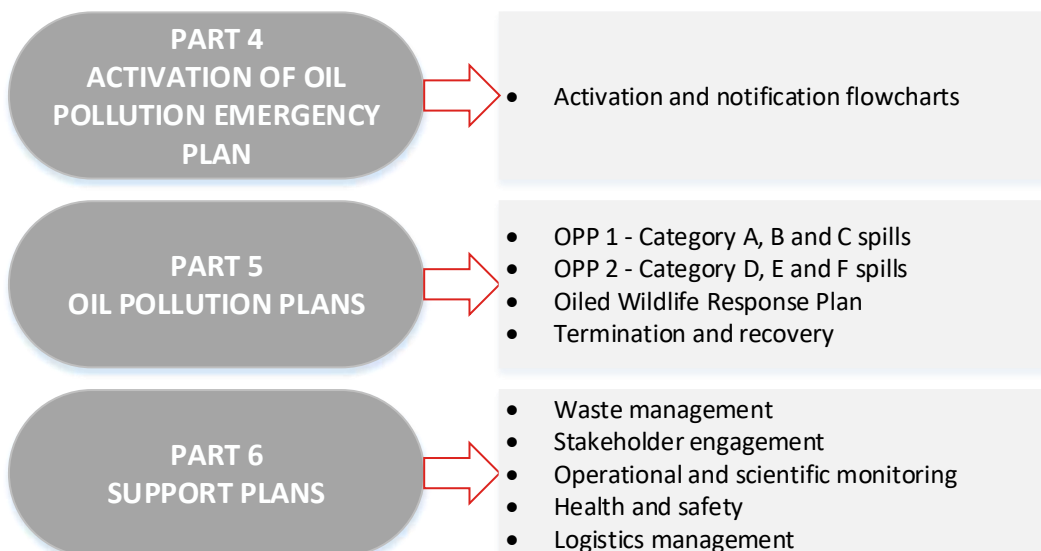 PART 4
ACTIVATION OF OIL
POLLUTION EMERGENCY
PLAN
• Activation and notification flowcharts
PART 5
OIL POLLUTION PLANS
• OPP 1 - Category A, B and C spills
• OPP 2 - Category D, E and F spills
• Oiled Wildlife Response Plan
• Termination and recovery
PART 6
SUPPORT PLANS
• Waste management
• Stakeholder engagement
• Operational and scientific monitoring
• Health and safety
• Logistics management